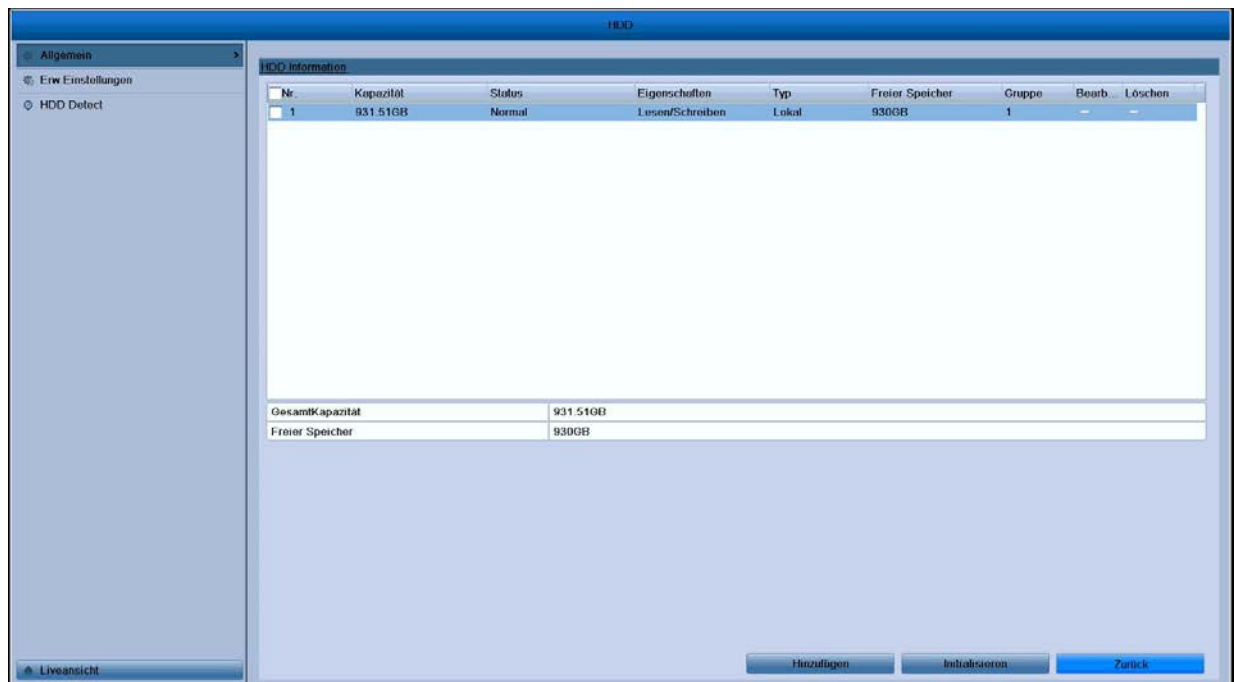 HDD
Allgemein >
Erw Einstellungen
HDD Detect
HDD Information
Nr. Kapazität Status Eigenschaften Typ Freier Speicher Gruppe Bearb... Löschen
1 931.51GB Normal Lesen/Schreiben Lokal 930GB 1 – –
GesamtKapazität 931.51GB
Freier Speicher 930GB
Hinzufügen Initialisieren Zurück
Liveansicht